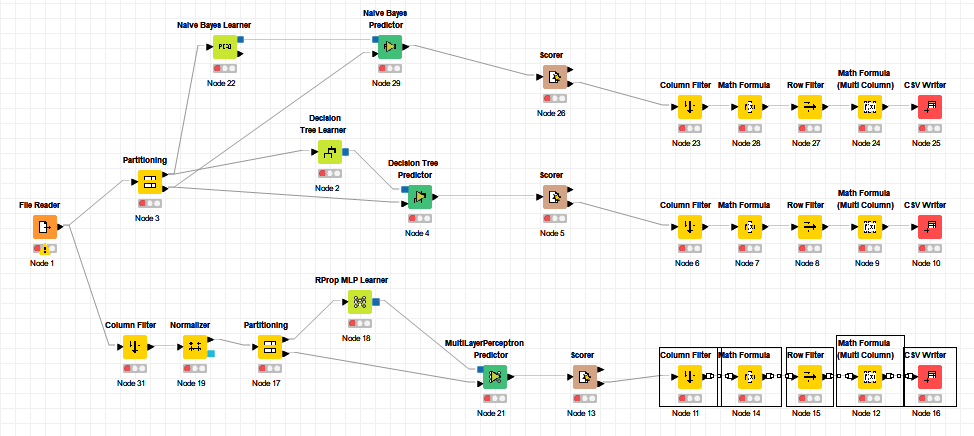 Naive Bayes Learner
Node 22
Naive Bayes
Predictor
Node 29
Scorer
Node 26
Column Filter
Node 23
Math Formula
Node 28
Row Filter
Node 27
Math Formula
(Multi Column)
Node 24
CSV Writer
Node 25
Decision
Tree Learner
Node 2
Partitioning
Node 3
Decision Tree
Predictor
Node 4
Scorer
Node 5
Column Filter
Node 6
Math Formula
Node 7
Row Filter
Node 8
Math Formula
(Multi Column)
Node 9
CSV Writer
Node 10
File Reader
Node 1
RProp MLP Learner
Node 18
Column Filter
Node 31
Normalizer
Node 19
Partitioning
Node 17
MultiLayerPerceptron
Predictor
Node 21
Scorer
Node 13
Column Filter
Node 11
Math Formula
Node 14
Row Filter
Node 15
Math Formula
(Multi Column)
Node 12
CSV Writer
Node 16